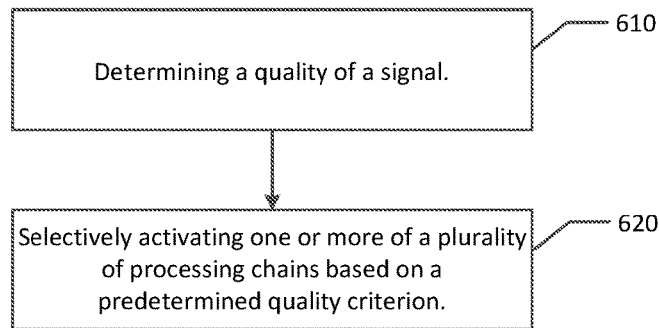 610
Determining a quality of a signal.
620
Selectively activating one or more of a plurality
of processing chains based on a
predetermined quality criterion.